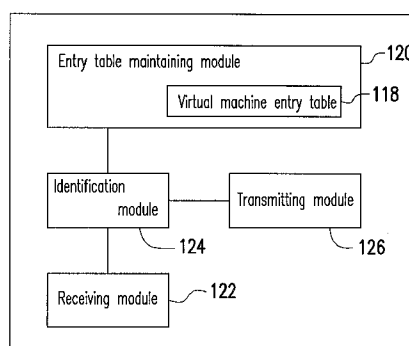 Entry table maintaining module
120
Virtual machine entry table
118
Identification
module
Transmitting module
124
126
Receiving module
122